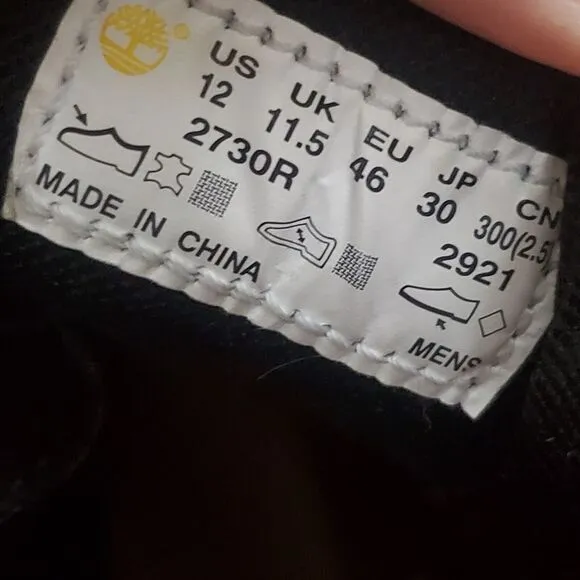 ®
US UK EU JP CN
12 11.5 46 30 300(2.5)
2730R 2921
MADE IN CHINA
MENS